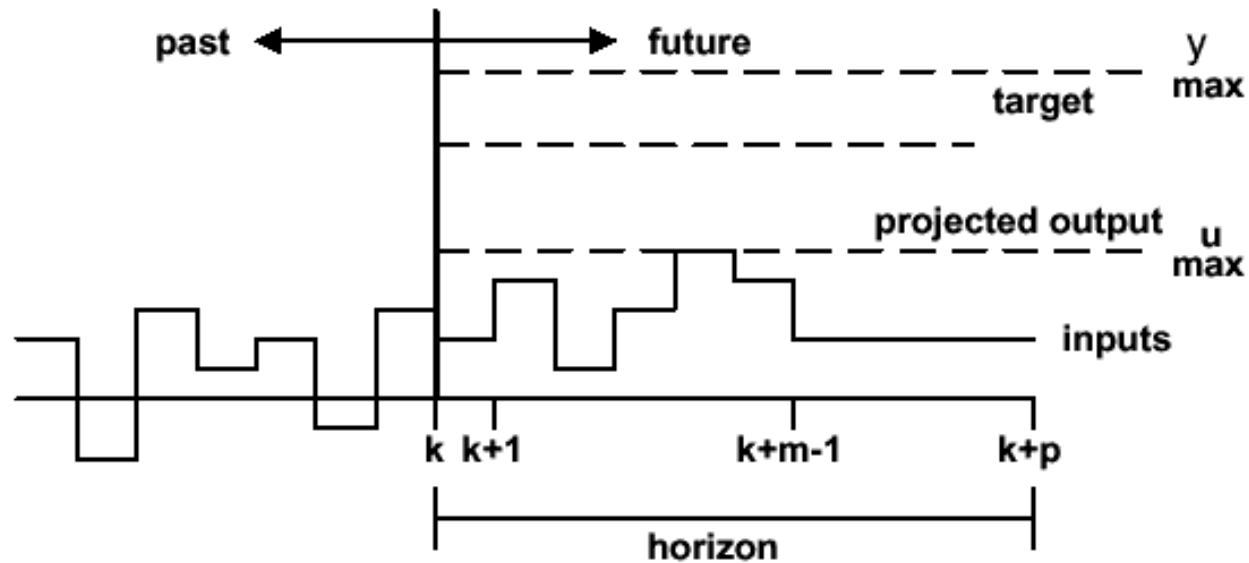 past
future
y
max
target
projected output
u
max
inputs
k
k+1
k+m-1
k+p
horizon